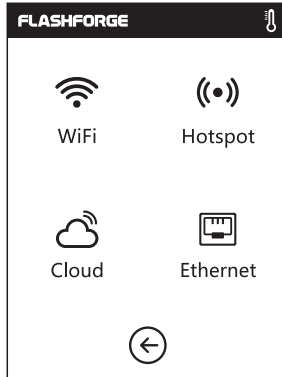 FLASHFORGE
WiFi
Hotspot
Cloud
Ethernet